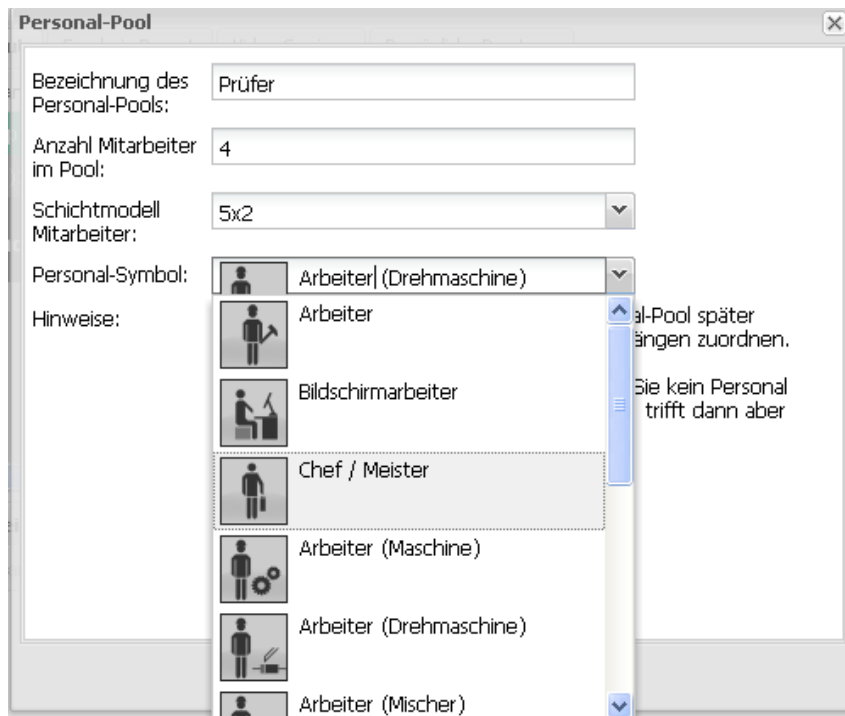 Personal-Pool
Bezeichnung des
Personal-Pools:
Prüfer
Anzahl Mitarbeiter
im Pool:
4
Schichtmodell
Mitarbeiter:
5x2
Personal-Symbol:
Arbeiter (Drehmaschine)
Hinweise:
Arbeiter
al-Pool später
ängen zuordnen.
Bildschirmarbeiter
Sie kein Personal
trifft dann aber
Chef / Meister
Arbeiter (Maschine)
Arbeiter (Drehmaschine)
Arbeiter (Mischer)